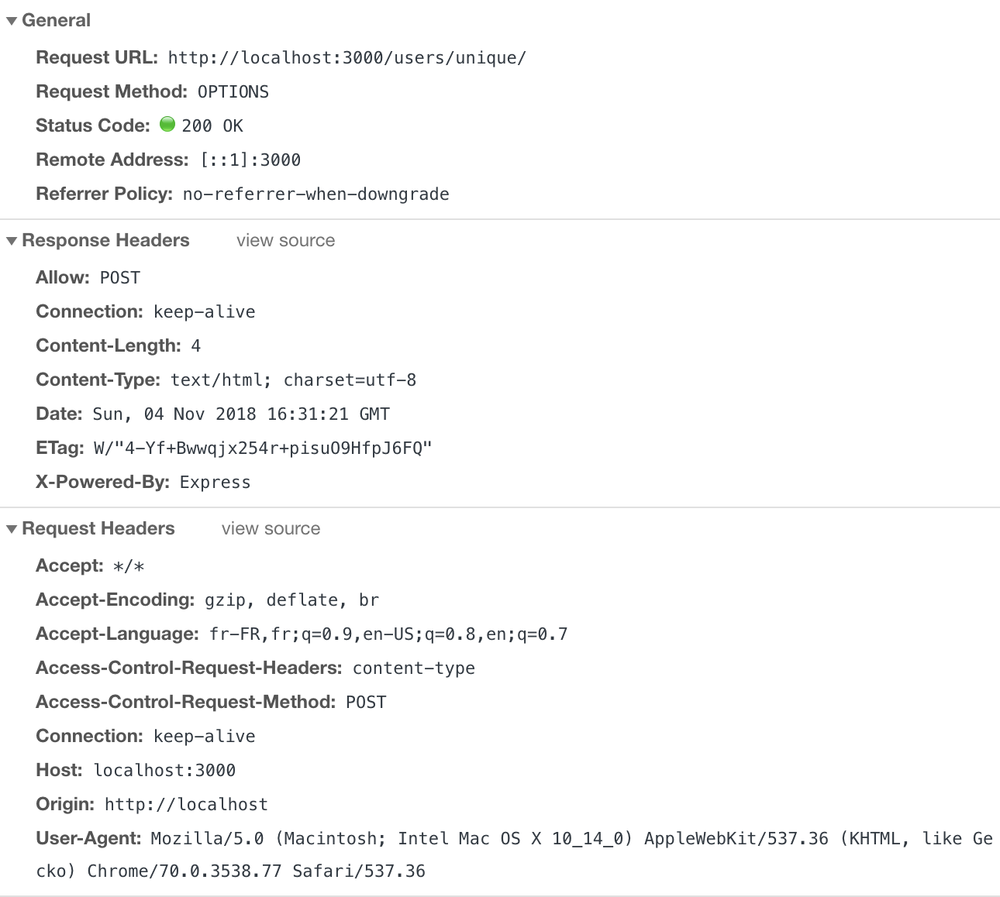 General
Request URL: http://localhost:3000/users/unique/
Request Method: OPTIONS
Status Code: 200 OK
Remote Address: [::1]:3000
Referrer Policy: no-referrer-when-downgrade
Response Headers view source
Allow: POST
Connection: keep-alive
Content-Length: 4
Content-Type: text/html; charset=utf-8
Date: Sun, 04 Nov 2018 16:31:21 GMT
ETag: W/"4-Yf+Bwwqjx254r+pisuO9HfpJ6FQ"
X-Powered-By: Express
Request Headers view source
Accept: */*
Accept-Encoding: gzip, deflate, br
Accept-Language: fr-FR,fr;q=0.9,en-US;q=0.8,en;q=0.7
Access-Control-Request-Headers: content-type
Access-Control-Request-Method: POST
Connection: keep-alive
Host: localhost:3000
Origin: http://localhost
User-Agent: Mozilla/5.0 (Macintosh; Intel Mac OS X 10_14_0) AppleWebKit/537.36 (KHTML, like Ge
cko) Chrome/70.0.3538.77 Safari/537.36